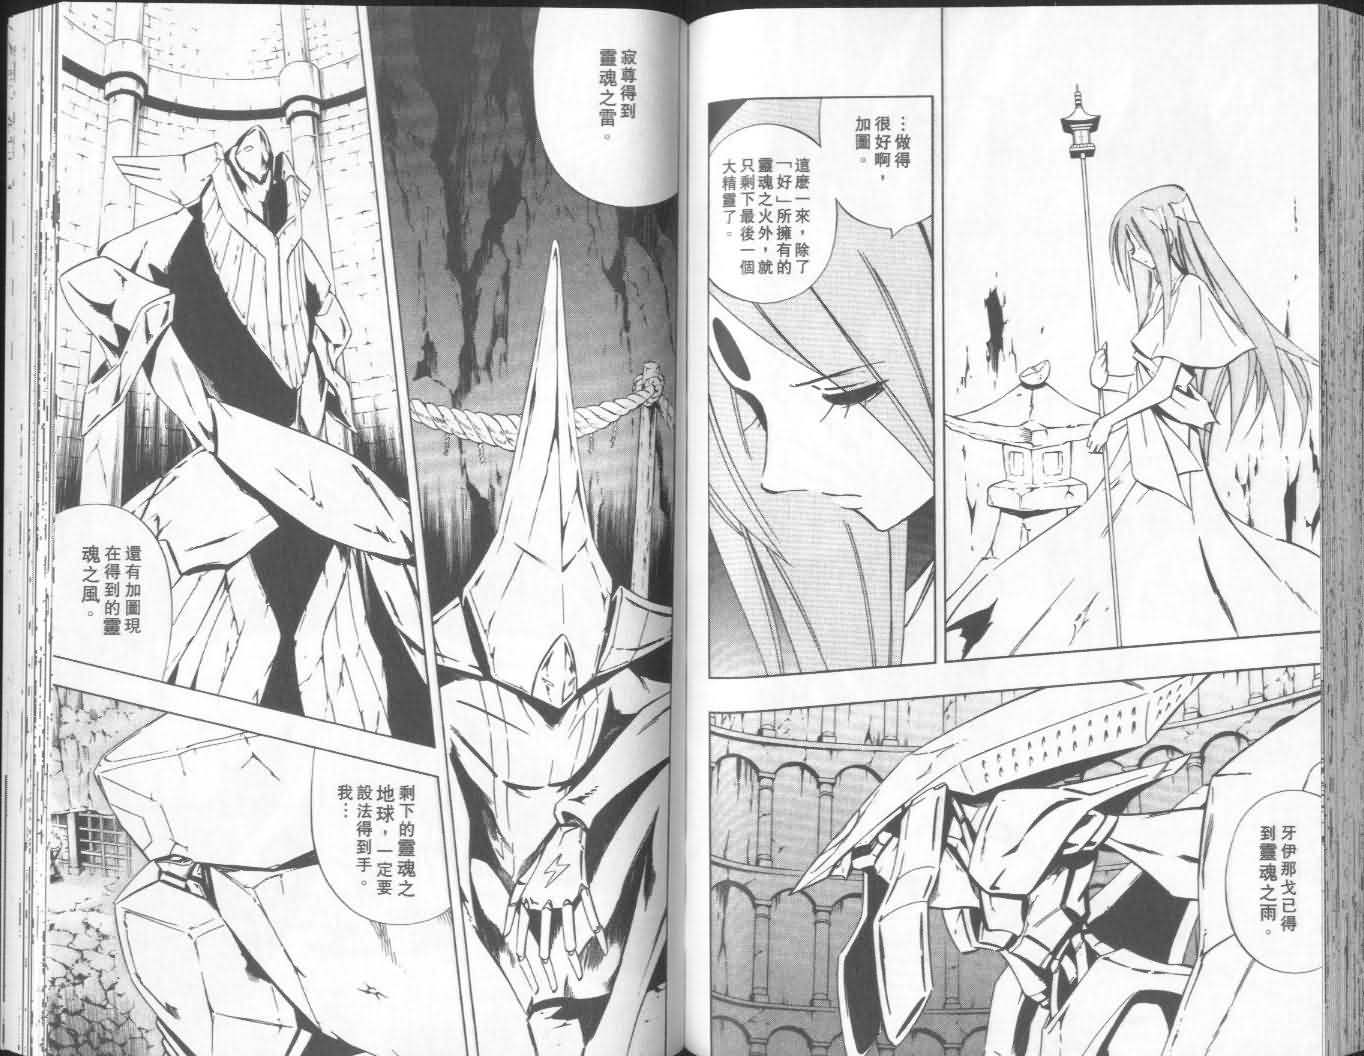 …做得
很好啊，
加圖。
這麼一來，除了
「好」所擁有的
靈魂之火外，就
只剩下最後一個
大精靈了。
牙伊那戈已得
到靈魂之雨。
寂尊得到
靈魂之雷。
還有加圖現
在得到的靈
魂之風。
剩下的靈魂之
地球，一定要
設法得到手。
我…